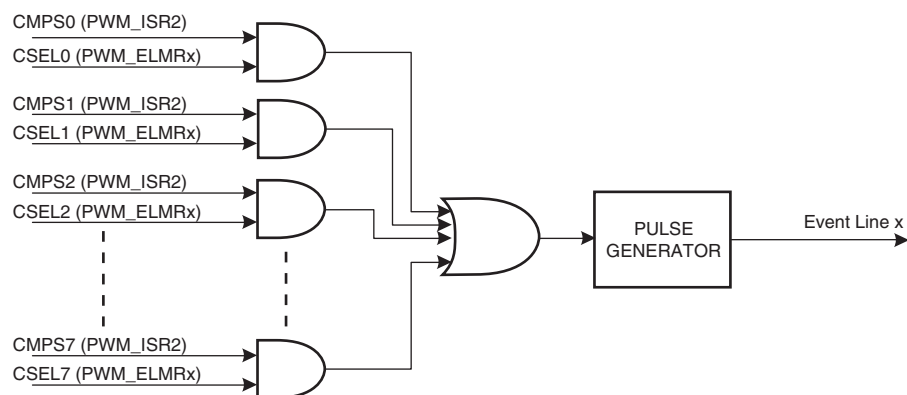 CMPS0 (PWM_ISR2)
CSEL0 (PWM_ELMRx)
CMPS1 (PWM_ISR2)
CSEL1 (PWM_ELMRx)
CMPS2 (PWM_ISR2)
CSEL2 (PWM_ELMRx)
CMPS7 (PWM_ISR2)
CSEL7 (PWM_ELMRx)
PULSE
GENERATOR
Event Line x